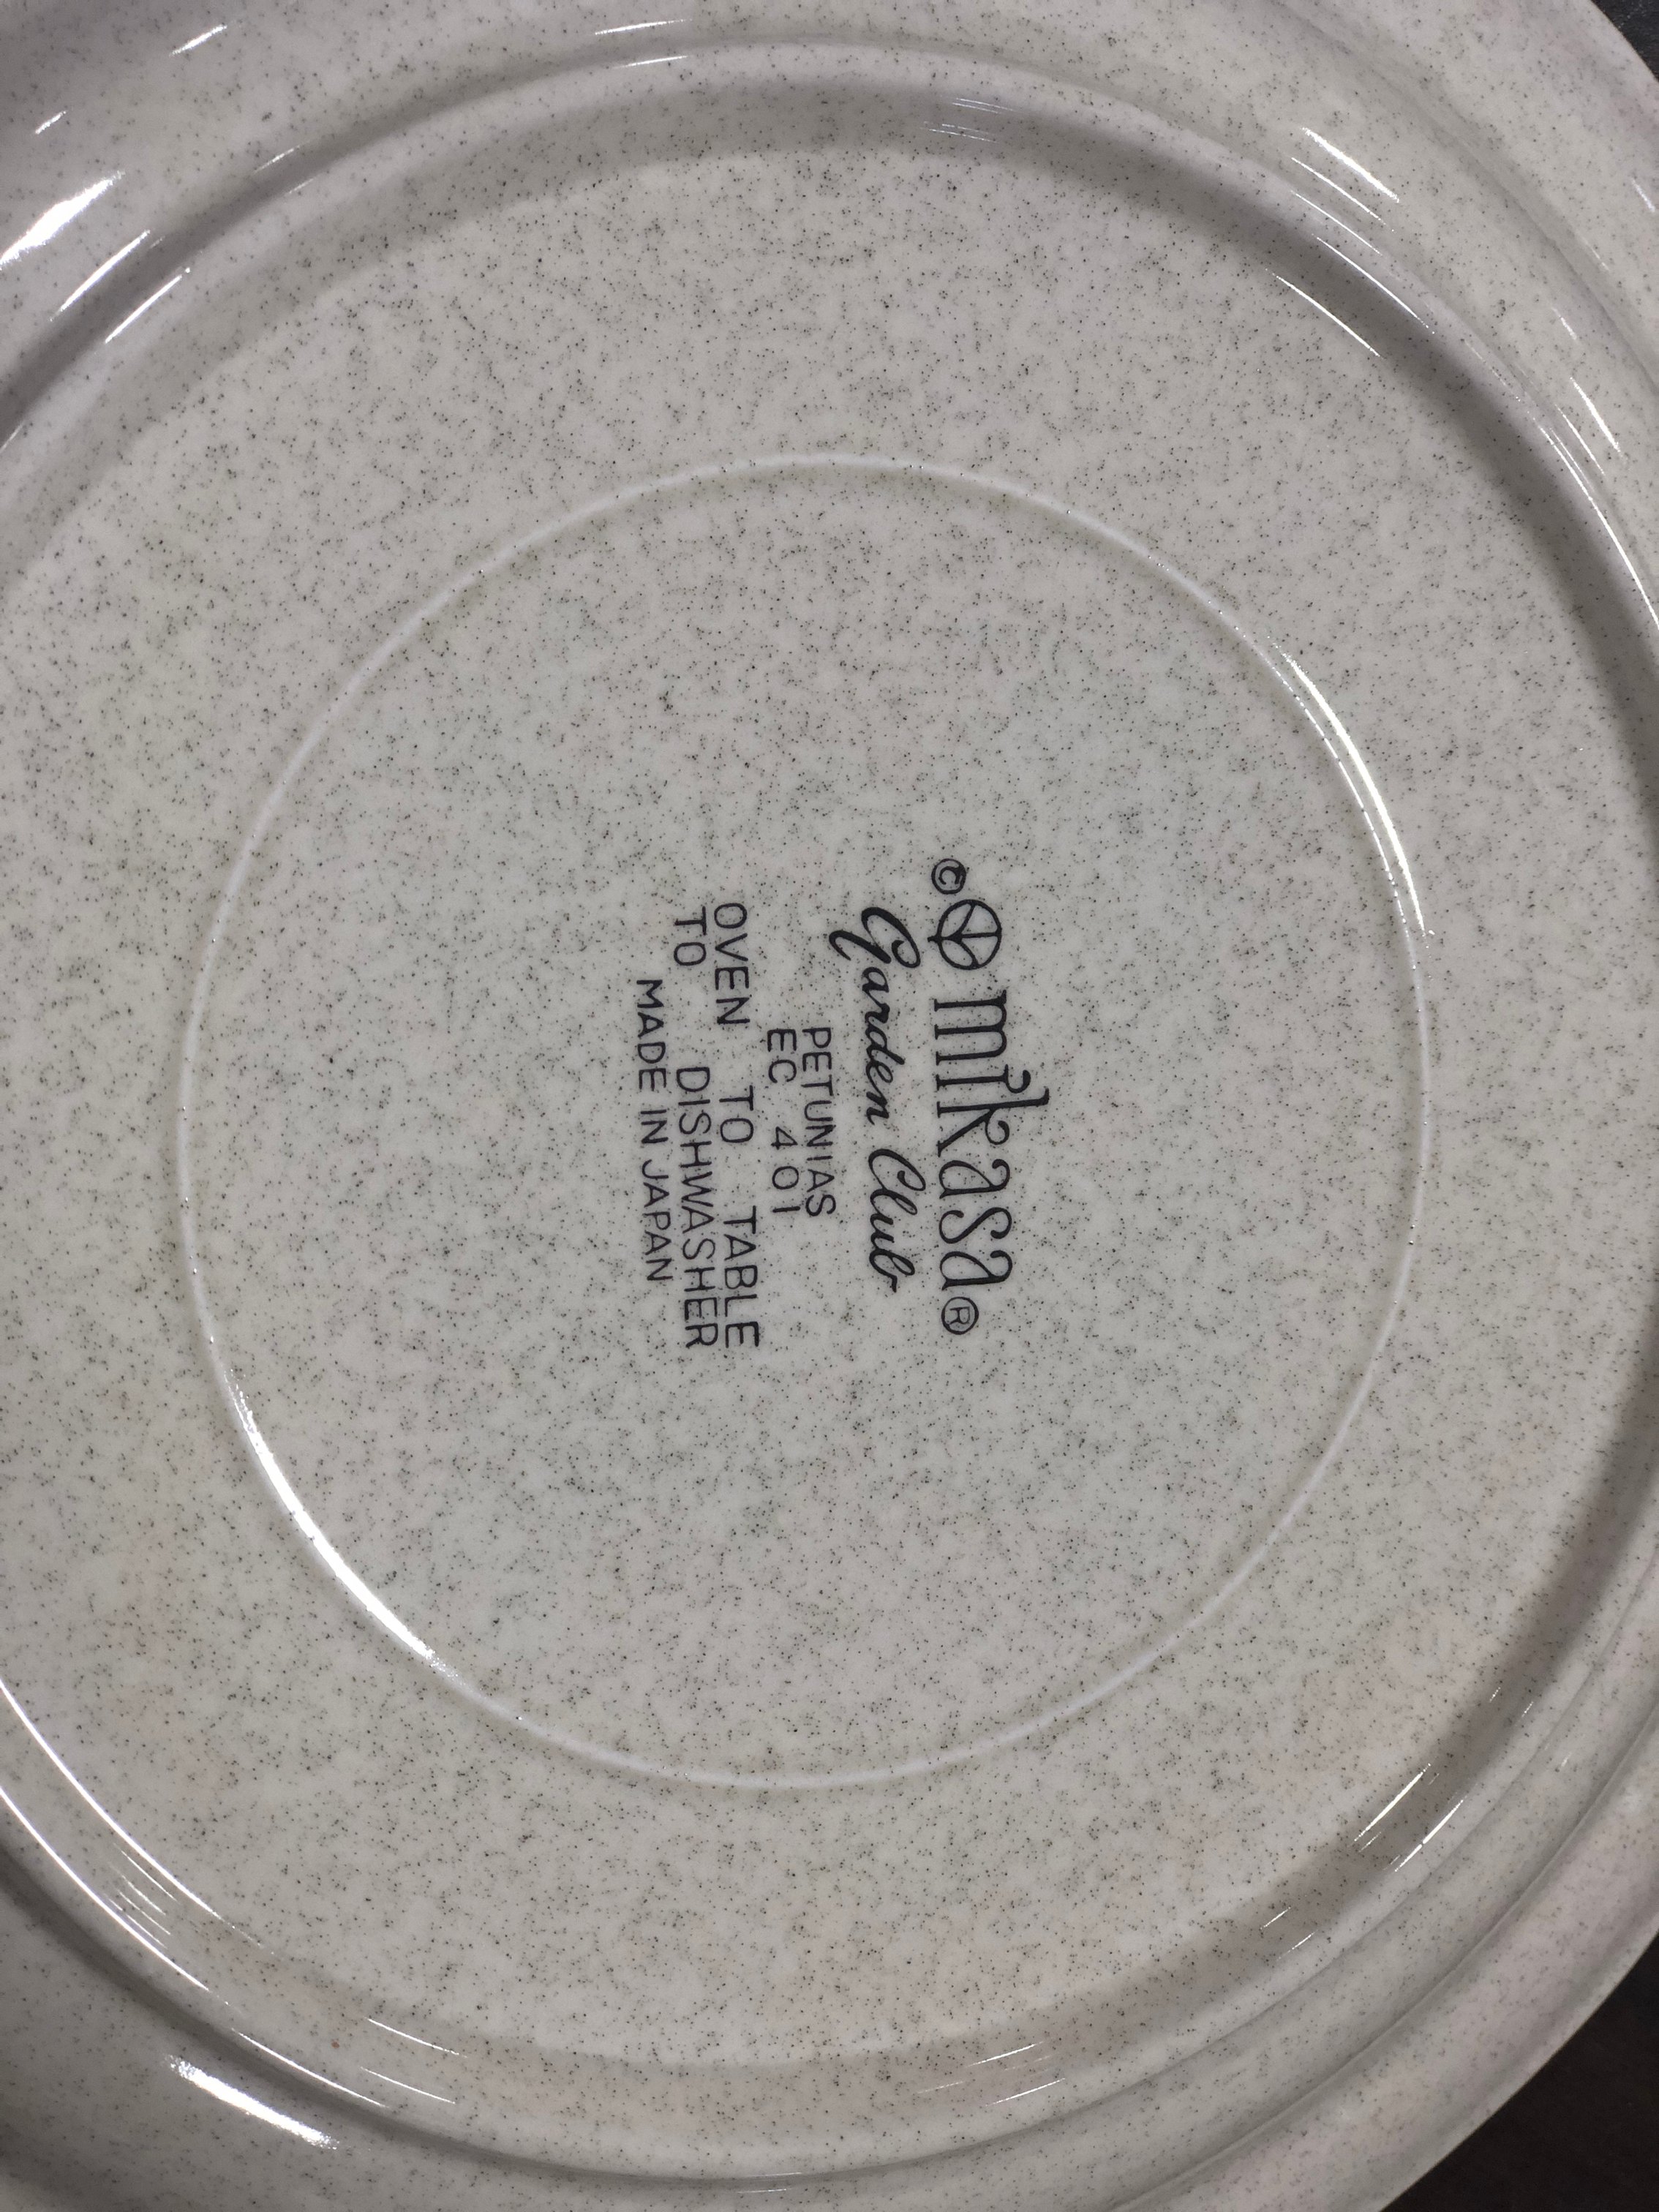 © mikasa ®
Garden Club
PETUNIAS
EC 401
OVEN TO TABLE
TO DISHWASHER
MADE IN JAPAN